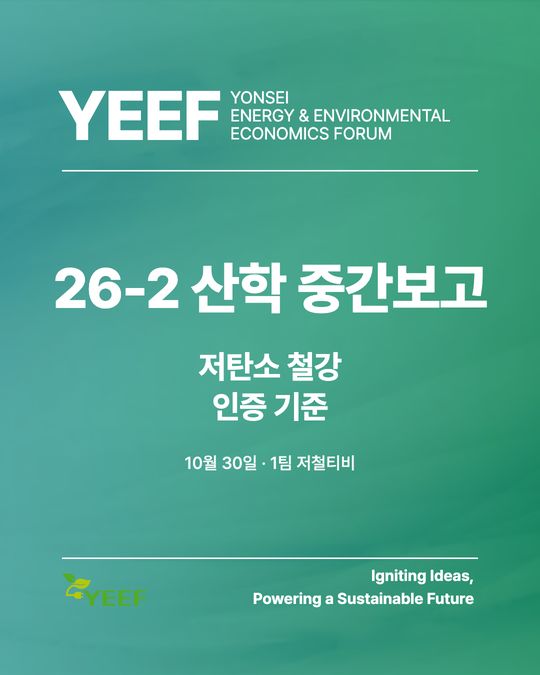 YEEF
YONSEI
ENERGY & ENVIRONMENTAL
ECONOMICS FORUM
26-2 산학 중간보고
저탄소 철강
인증 기준
10월 30일 · 1팀 저철티비
YEEF
Igniting Ideas,
Powering a Sustainable Future